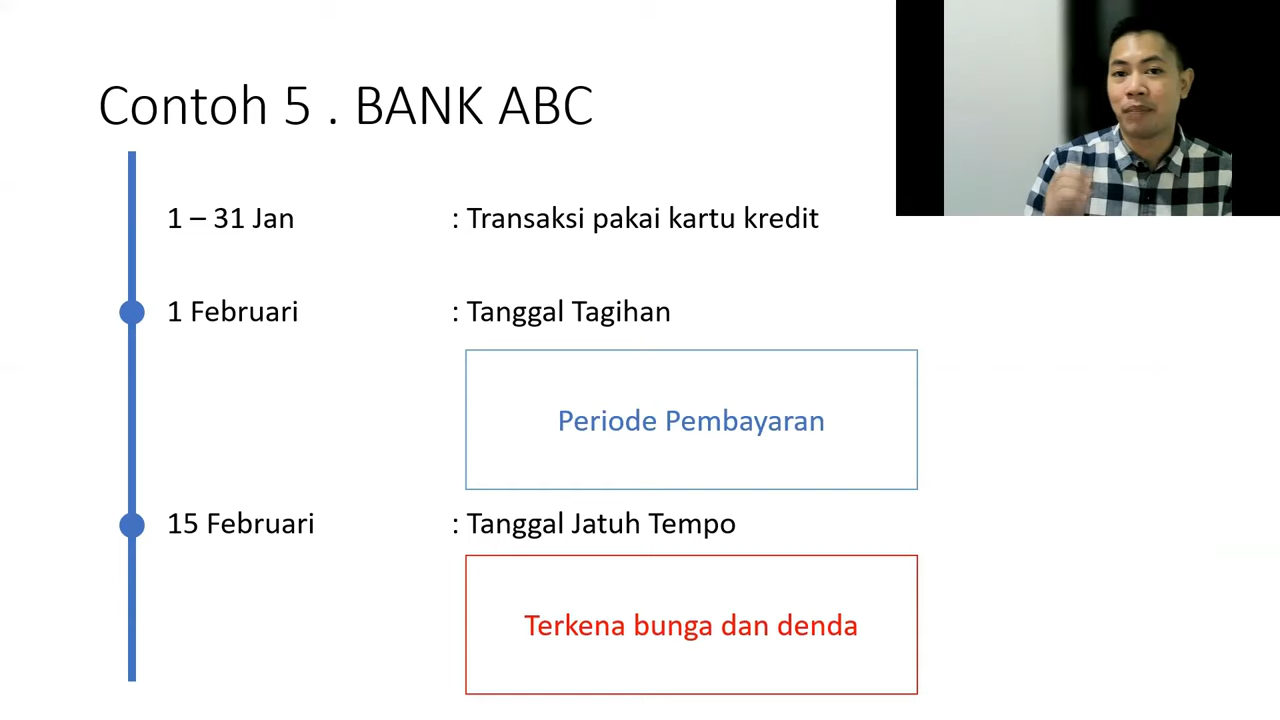 Contoh 5 . BANK ABC
1 – 31 Jan : Transaksi pakai kartu kredit
1 Februari : Tanggal Tagihan
Periode Pembayaran
15 Februari : Tanggal Jatuh Tempo
Terkena bunga dan denda